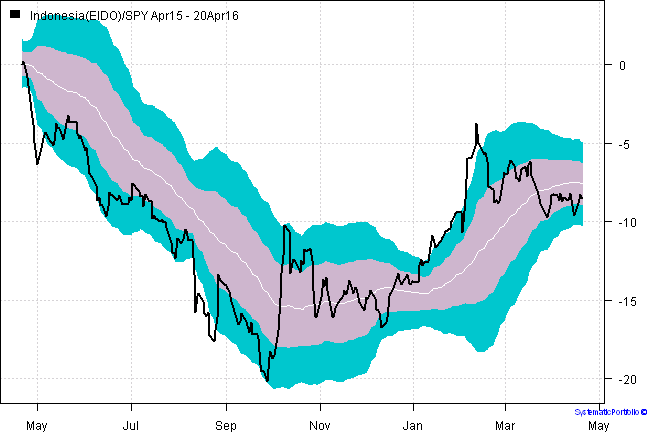 Indonesia(EIDO)/SPY Apr15 - 20Apr16
0
-5
-10
-15
-20
SystematicPortfolio ©
May Jul Sep Nov Jan Mar May